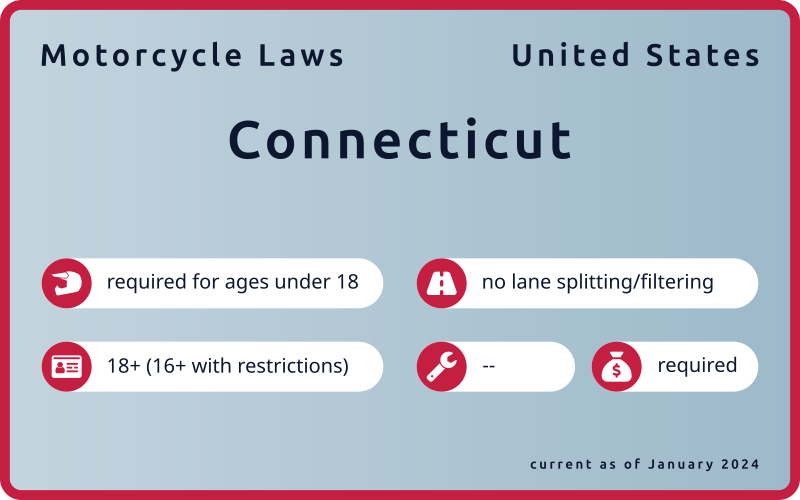 Motorcycle Laws
United States
Connecticut
required for ages under 18
no lane splitting/filtering
18+ (16+ with restrictions)
--
required
current as of January 2024